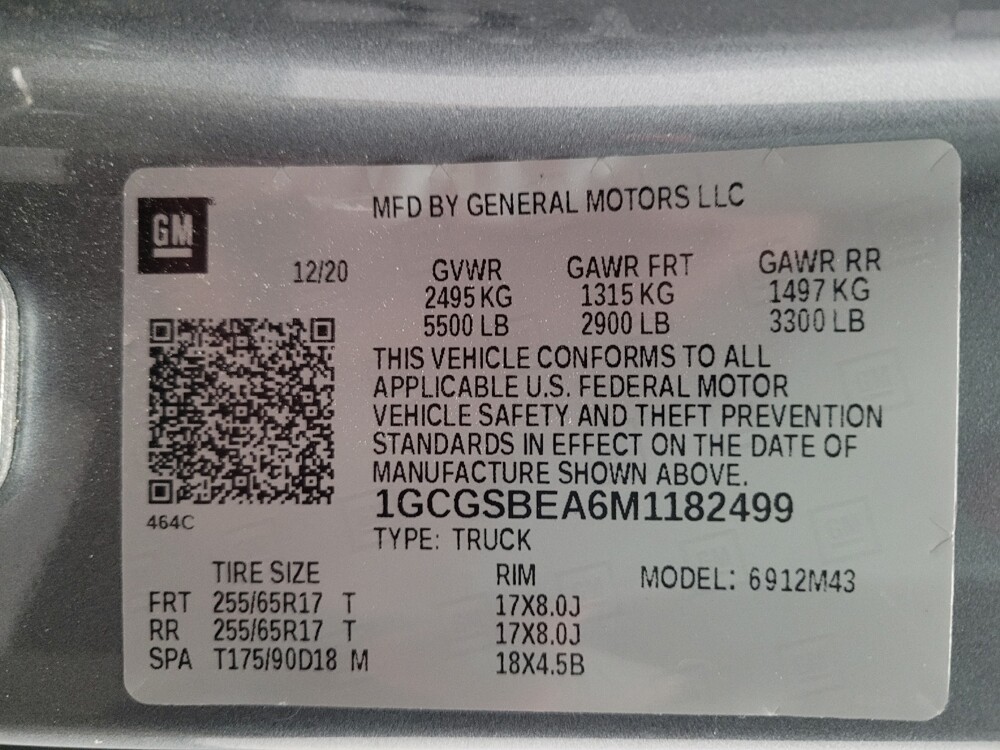 MFD BY GENERAL MOTORS LLC
GM
12/20
GVWR GAWR FRT GAWR RR
2495 KG 1315 KG 1497 KG
5500 LB 2900 LB 3300 LB
THIS VEHICLE CONFORMS TO ALL
APPLICABLE U.S. FEDERAL MOTOR
VEHICLE SAFETY AND THEFT PREVENTION
STANDARDS IN EFFECT ON THE DATE OF
MANUFACTURE SHOWN ABOVE.
1GCGSBEA6M1182499
464C
TYPE: TRUCK
TIRE SIZE RIM MODEL: 6912M43
FRT 255/65R17 T 17X8.0J
RR 255/65R17 T 17X8.0J
SPA T175/90D18 M 18X4.5B